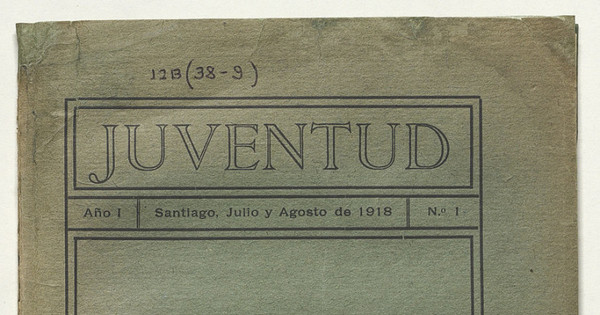 12B (38-9)
JUVENTUD
Año I Santiago, Julio y Agosto de 1918 N.º 1